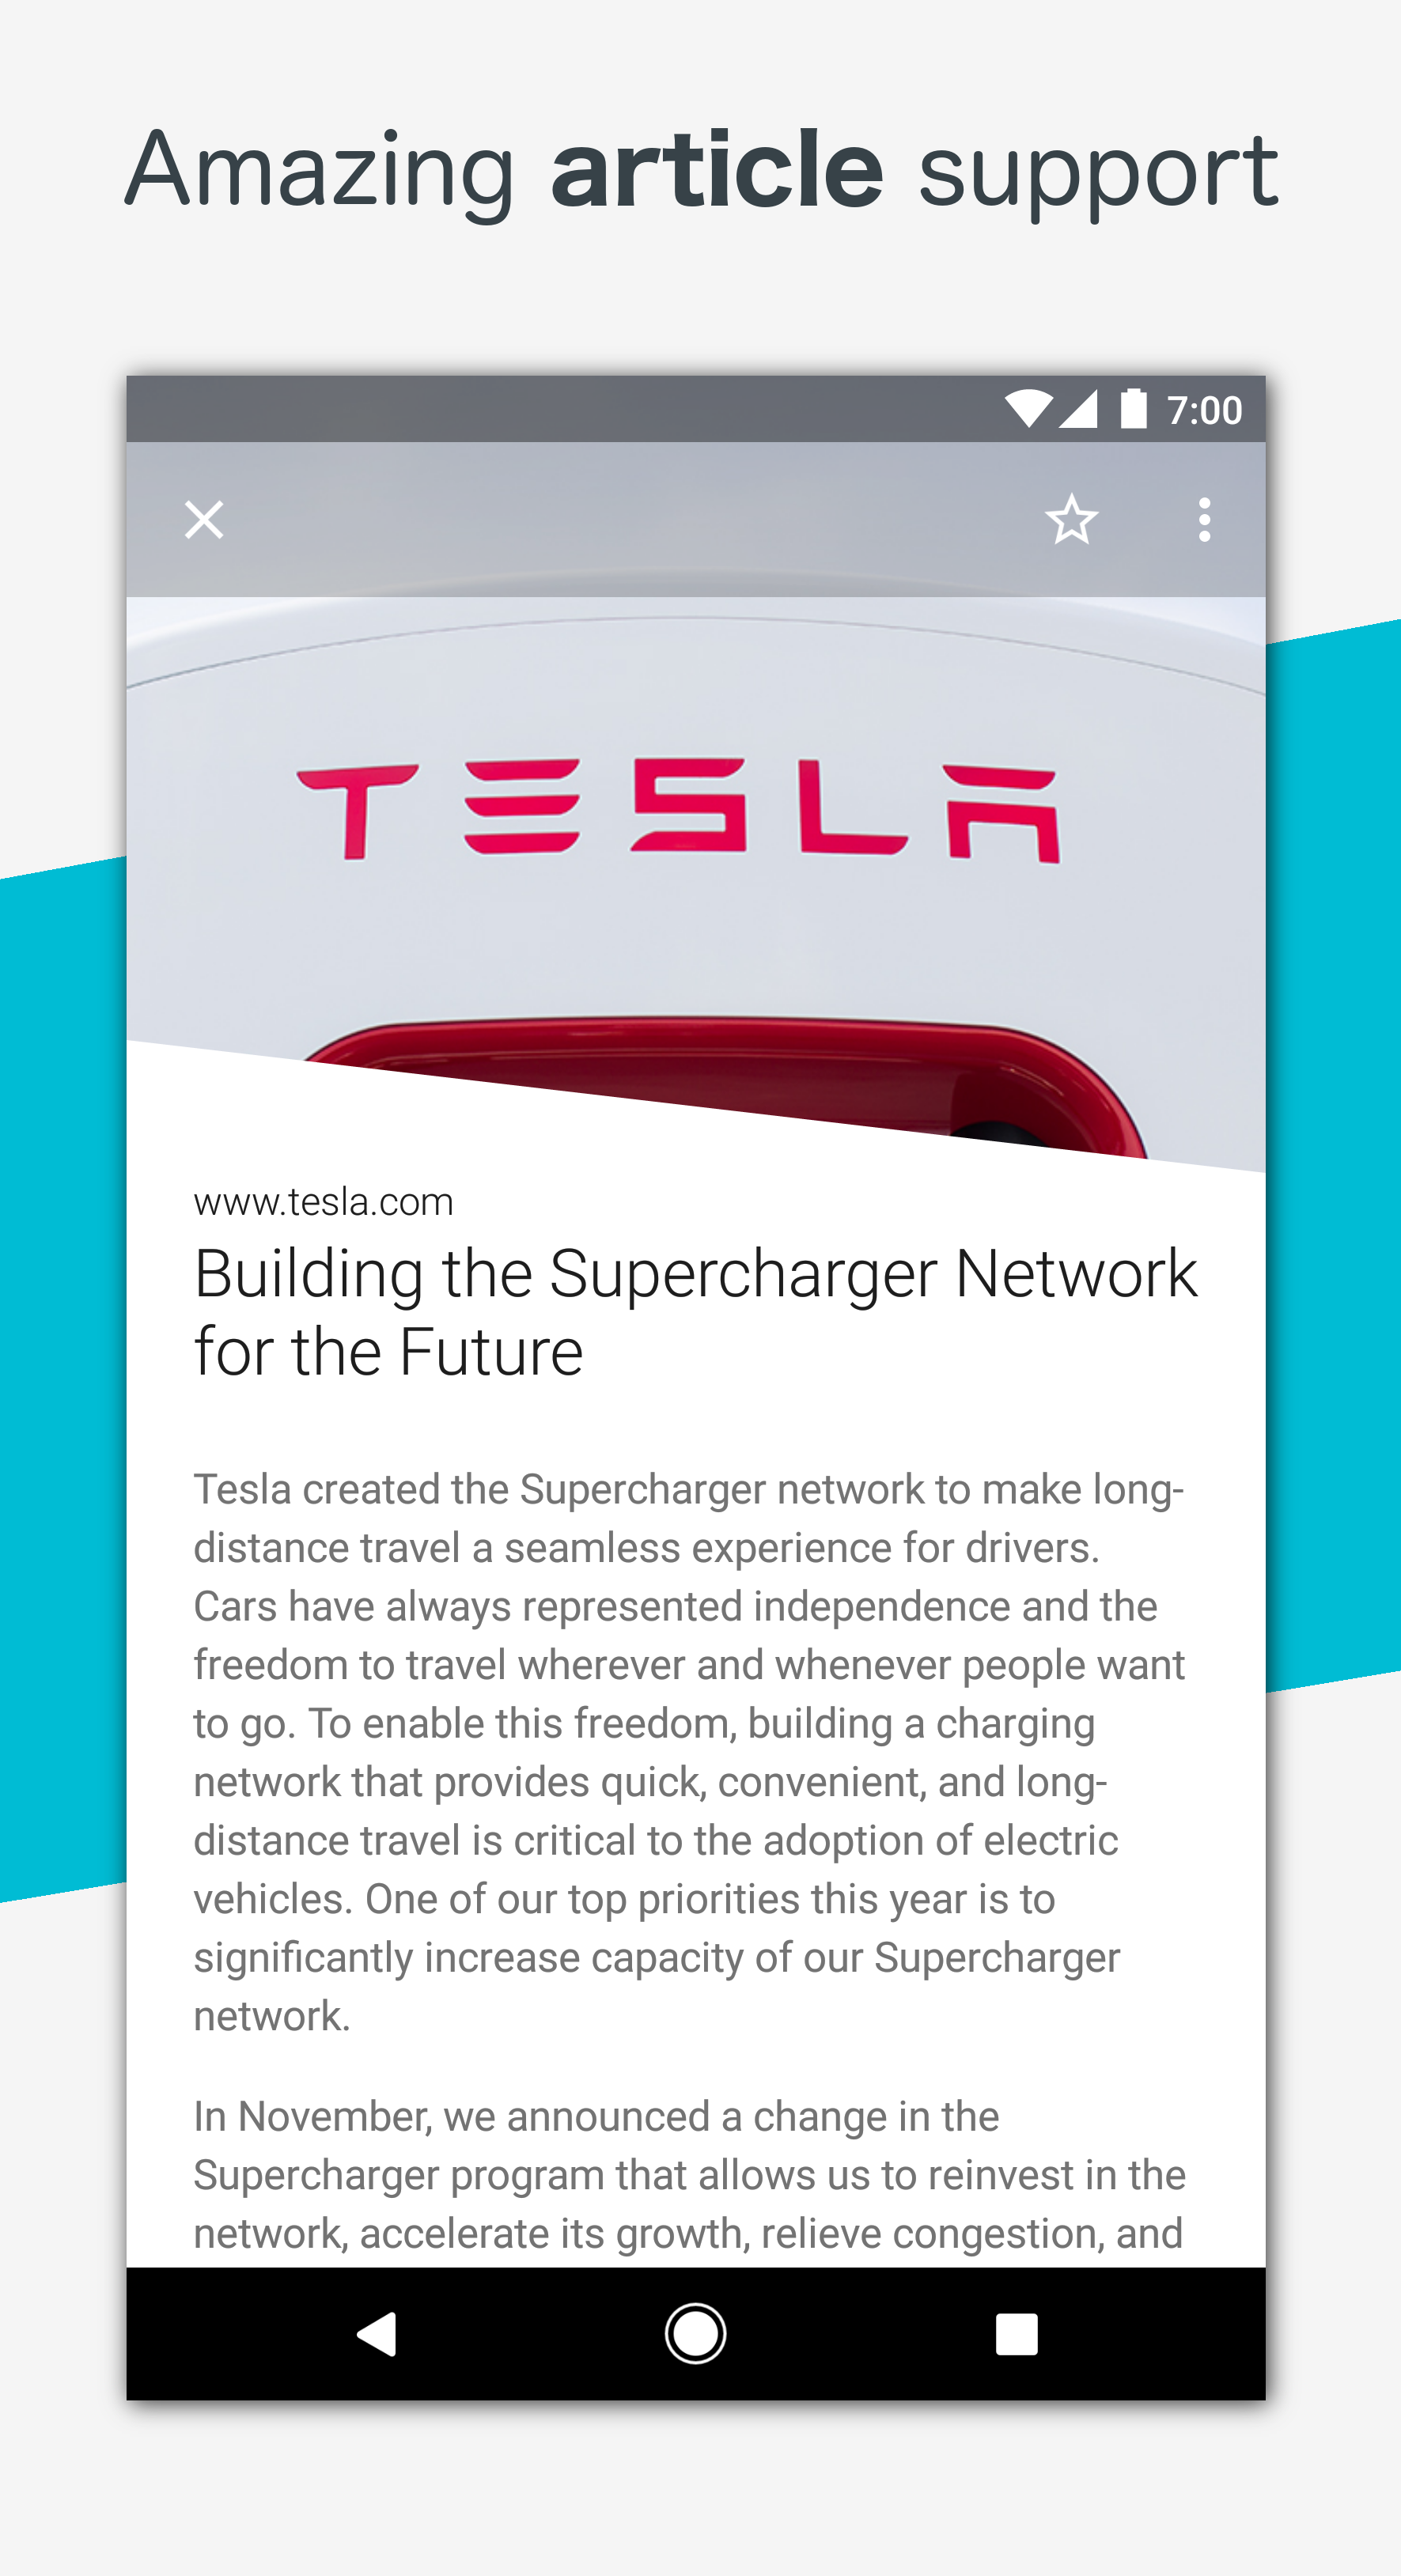 Amazing article support
7:00
TESLA
www.tesla.com
Building the Supercharger Network
for the Future
Tesla created the Supercharger network to make long-
distance travel a seamless experience for drivers.
Cars have always represented independence and the
freedom to travel wherever and whenever people want
to go. To enable this freedom, building a charging
network that provides quick, convenient, and long-
distance travel is critical to the adoption of electric
vehicles. One of our top priorities this year is to
significantly increase capacity of our Supercharger
network.
In November, we announced a change in the
Supercharger program that allows us to reinvest in the
network, accelerate its growth, relieve congestion, and